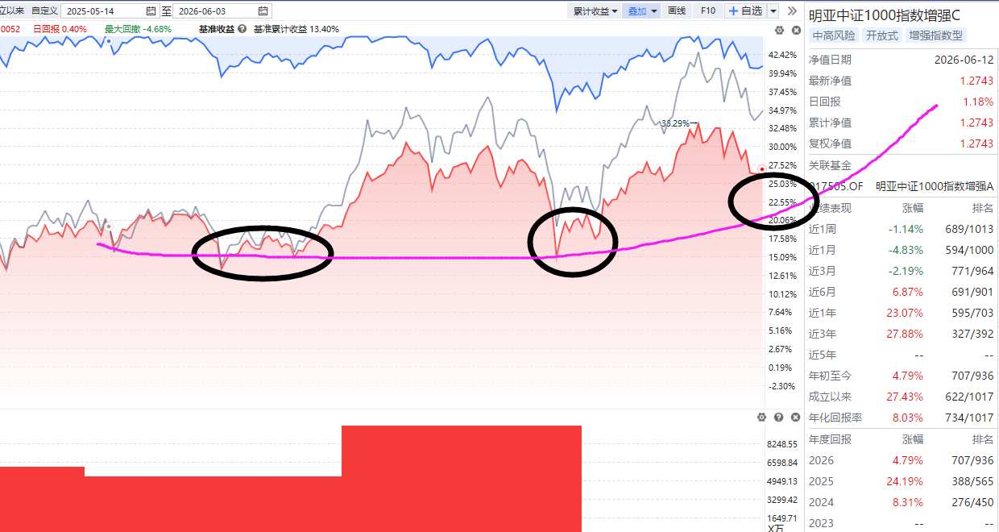 立以来 自定义 2025-05-14 至 2026-06-03 累计收益 叠加 画线 F10 + 自选
0052 日回报 0.40% 最大回撤 -4.68% 基准收益 ? 基准累计收益 13.40%
42.42%
39.94%
37.45%
34.97%
32.48%
30.00%
27.52%
25.03%
22.55%
20.06%
17.58%
15.09%
12.61%
10.12%
7.64%
5.16%
2.67%
0.19%
-2.30%
33.29%→
8248.55
6598.84
4949.13
3299.42
1649.71
X万
明亚中证1000指数增强C
中高风险 开放式 增强指数型
净值日期 2026-06-12
最新净值 1.2743
日回报 1.18%
累计净值 1.2743
复权净值 1.2743
关联基金
017505.OF 明亚中证1000指数增强A
业绩表现 涨幅 排名
近1周 -1.14% 689/1013
近1月 -4.83% 594/1000
近3月 -2.19% 771/964
近6月 6.87% 691/901
近1年 23.07% 595/703
近3年 27.88% 327/392
近5年 -- --
年初至今 4.79% 707/936
成立以来 27.43% 622/1017
年化回报率 8.03% 734/1017
年度回报 涨幅 排名
2026 4.79% 707/936
2025 24.19% 388/565
2024 8.31% 276/450
2023 -- --